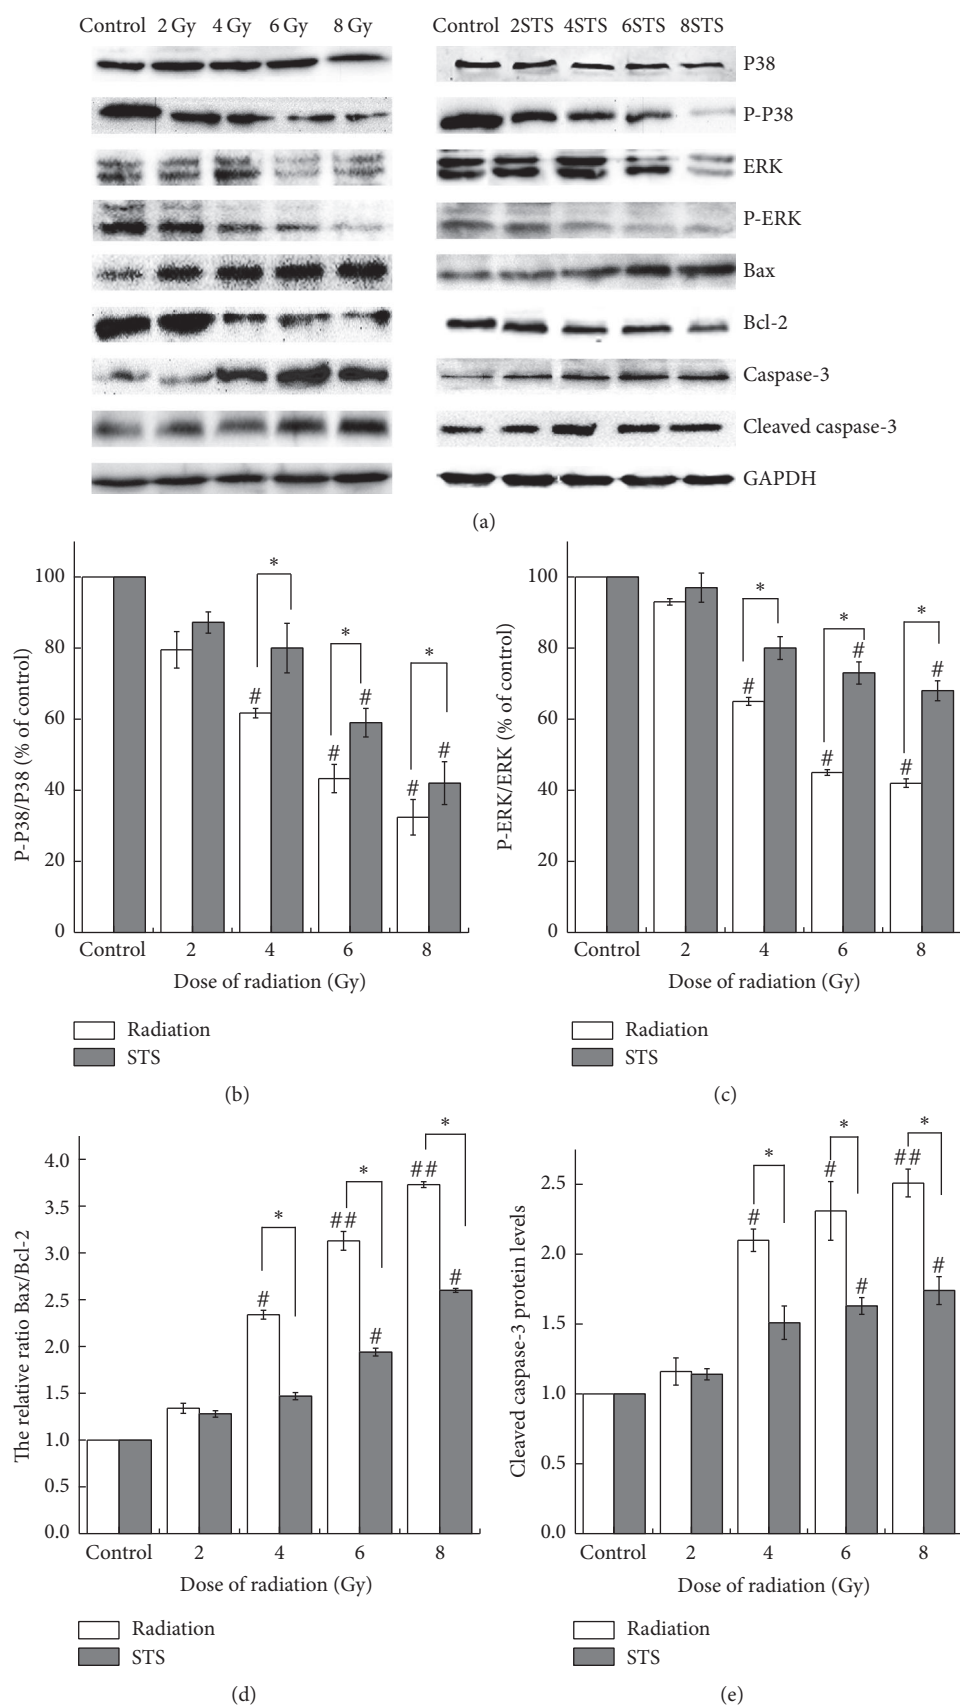 Control 2 Gy 4 Gy 6 Gy 8 Gy
Control 2STS 4STS 6STS 8STS
P38
P-P38
ERK
P-ERK
Bax
Bcl-2
Caspase-3
Cleaved caspase-3
GAPDH
(a)
P-P38/P38 (% of control)
100
80
60
40
20
0
* * *
# # # # #
Control 2 4 6 8
Dose of radiation (Gy)
Radiation
STS
(b)
P-ERK/ERK (% of control)
100
80
60
40
20
0
* * *
# # # # #
Control 2 4 6 8
Dose of radiation (Gy)
Radiation
STS
(c)
The relative ratio Bax/Bcl-2
4.0
3.5
3.0
2.5
2.0
1.5
1.0
0.5
0.0
* * *
# ## # ## #
Control 2 4 6 8
Dose of radiation (Gy)
Radiation
STS
(d)
Cleaved caspase-3 protein levels
2.5
2.0
1.5
1.0
0.5
0.0
* * *
# # # ## #
Control 2 4 6 8
Dose of radiation (Gy)
Radiation
STS
(e)